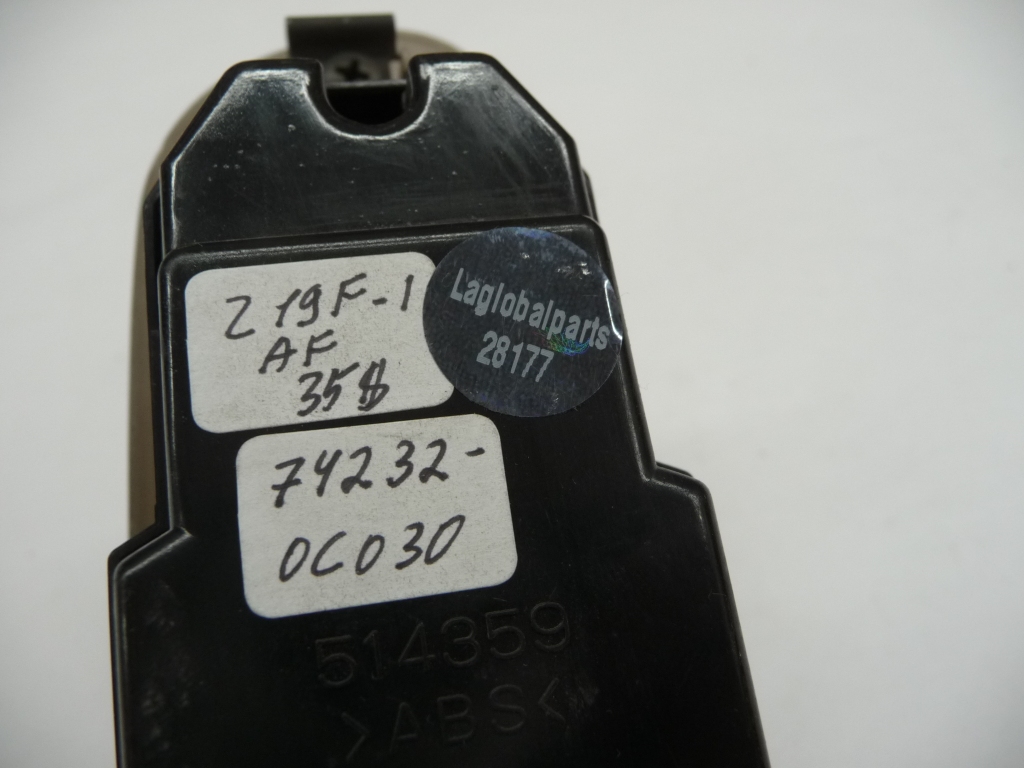 Z19F-1
AF
35$
Laglobalparts
28177
74232-
0C030
514359
>ABS<